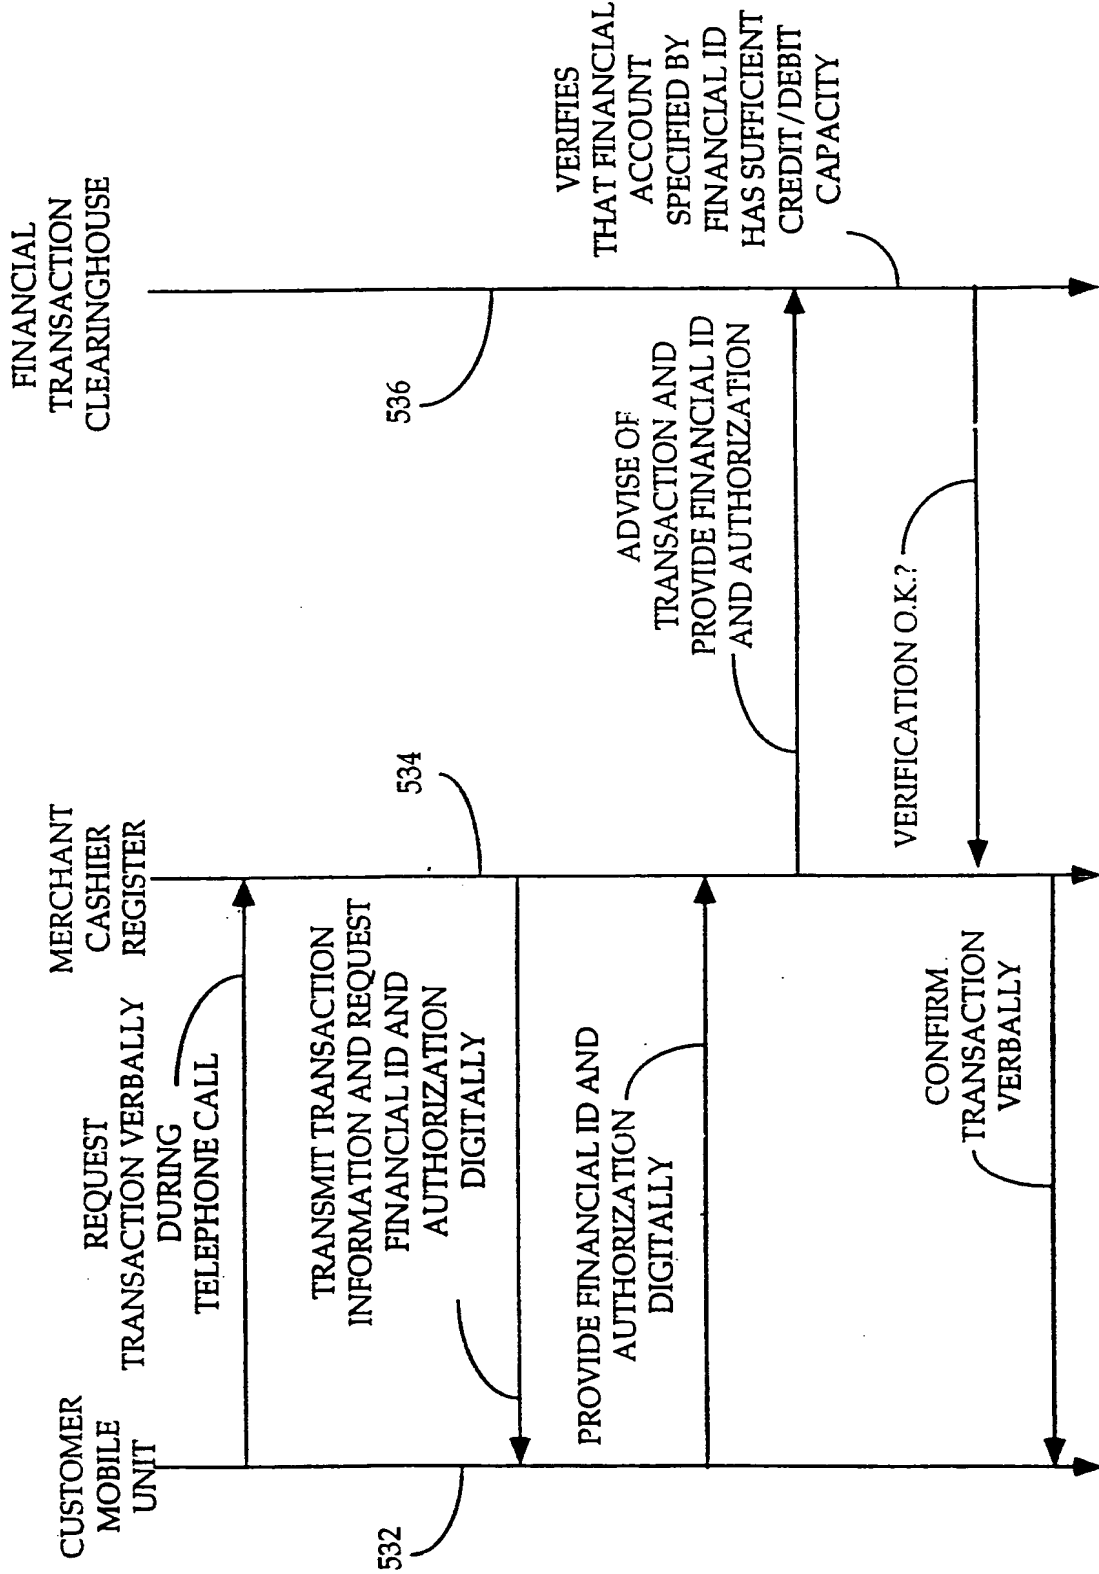 CUSTOMER
MOBILE
UNIT
MERCHANT
CASHIER
REGISTER
FINANCIAL
TRANSACTION
CLEARINGHOUSE
REQUEST
TRANSACTION VERBALLY
DURING
TELEPHONE CALL
532
534
536
TRANSMIT TRANSACTION
INFORMATION AND REQUEST
FINANCIAL ID AND
AUTHORIZATION
DIGITALLY
PROVIDE FINANCIAL ID AND
AUTHORIZATION
DIGITALLY
ADVISE OF
TRANSACTION AND
PROVIDE FINANCIAL ID
AND AUTHORIZATION
VERIFIES
THAT FINANCIAL
ACCOUNT
SPECIFIED BY
FINANCIAL ID
HAS SUFFICIENT
CREDIT/DEBIT
CAPACITY
VERIFICATION O.K.?
CONFIRM
TRANSACTION
VERBALLY